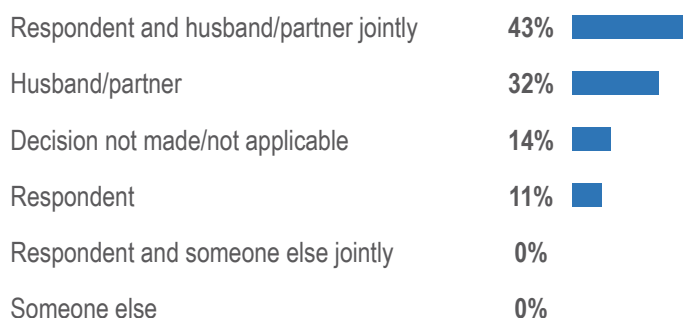 Respondent and husband/partner jointly 43%
Husband/partner 32%
Decision not made/not applicable 14%
Respondent 11%
Respondent and someone else jointly 0%
Someone else 0%